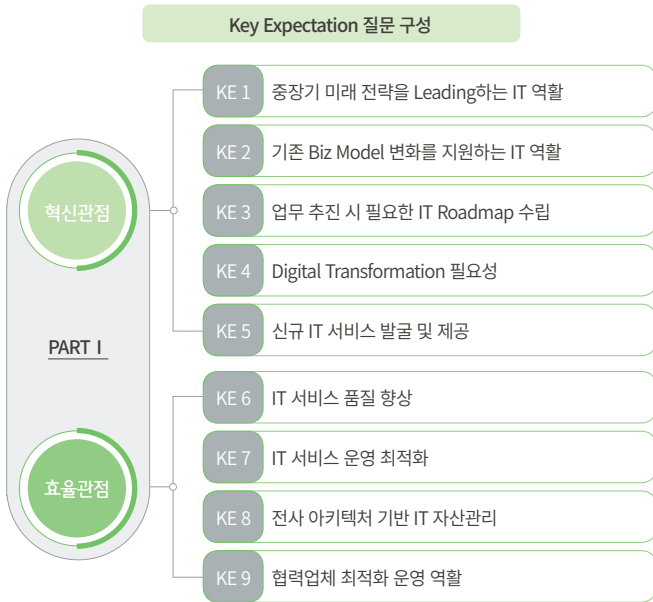 Key Expectation 질문 구성
혁신관점
KE 1 중장기 미래 전략을 Leading하는 IT 역활
KE 2 기존 Biz Model 변화를 지원하는 IT 역활
KE 3 업무 추진 시 필요한 IT Roadmap 수립
KE 4 Digital Transformation 필요성
KE 5 신규 IT 서비스 발굴 및 제공
PART Ⅰ
효율관점
KE 6 IT 서비스 품질 향상
KE 7 IT 서비스 운영 최적화
KE 8 전사 아키텍처 기반 IT 자산관리
KE 9 협력업체 최적화 운영 역활